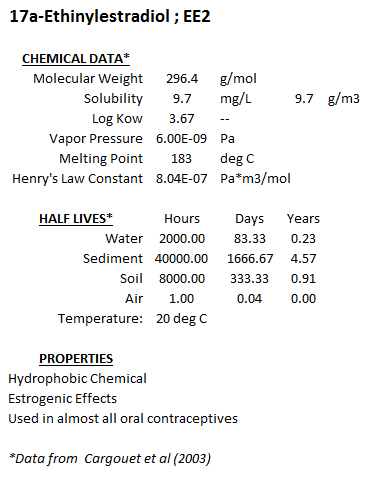 17a-Ethinylestradiol ; EE2
CHEMICAL DATA*
Molecular Weight 296.4 g/mol
Solubility 9.7 mg/L 9.7 g/m3
Log Kow 3.67 --
Vapor Pressure 6.00E-09 Pa
Melting Point 183 deg C
Henry's Law Constant 8.04E-07 Pa*m3/mol
HALF LIVES* Hours Days Years
Water 2000.00 83.33 0.23
Sediment 40000.00 1666.67 4.57
Soil 8000.00 333.33 0.91
Air 1.00 0.04 0.00
Temperature: 20 deg C
PROPERTIES
Hydrophobic Chemical
Estrogenic Effects
Used in almost all oral contraceptives
*Data from Cargouet et al (2003)